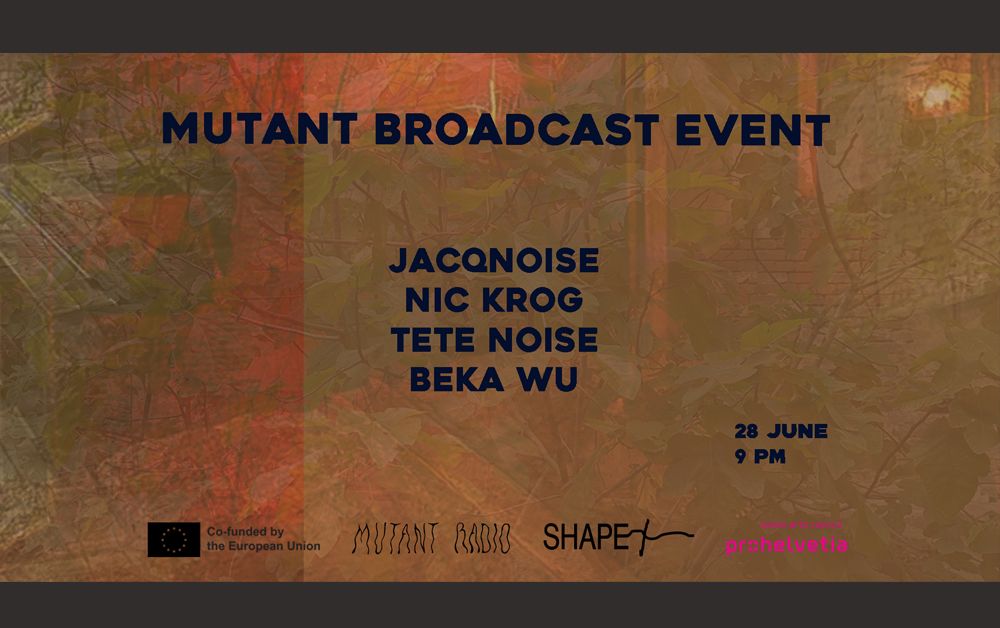 MUTANT BROADCAST EVENT
JACQNOISE
NIC KROG
TETE NOISE
BEKA WU
28 JUNE
9 PM
Co-funded by
the European Union
MUTANT RADIO
SHAPE+
prohelvetia